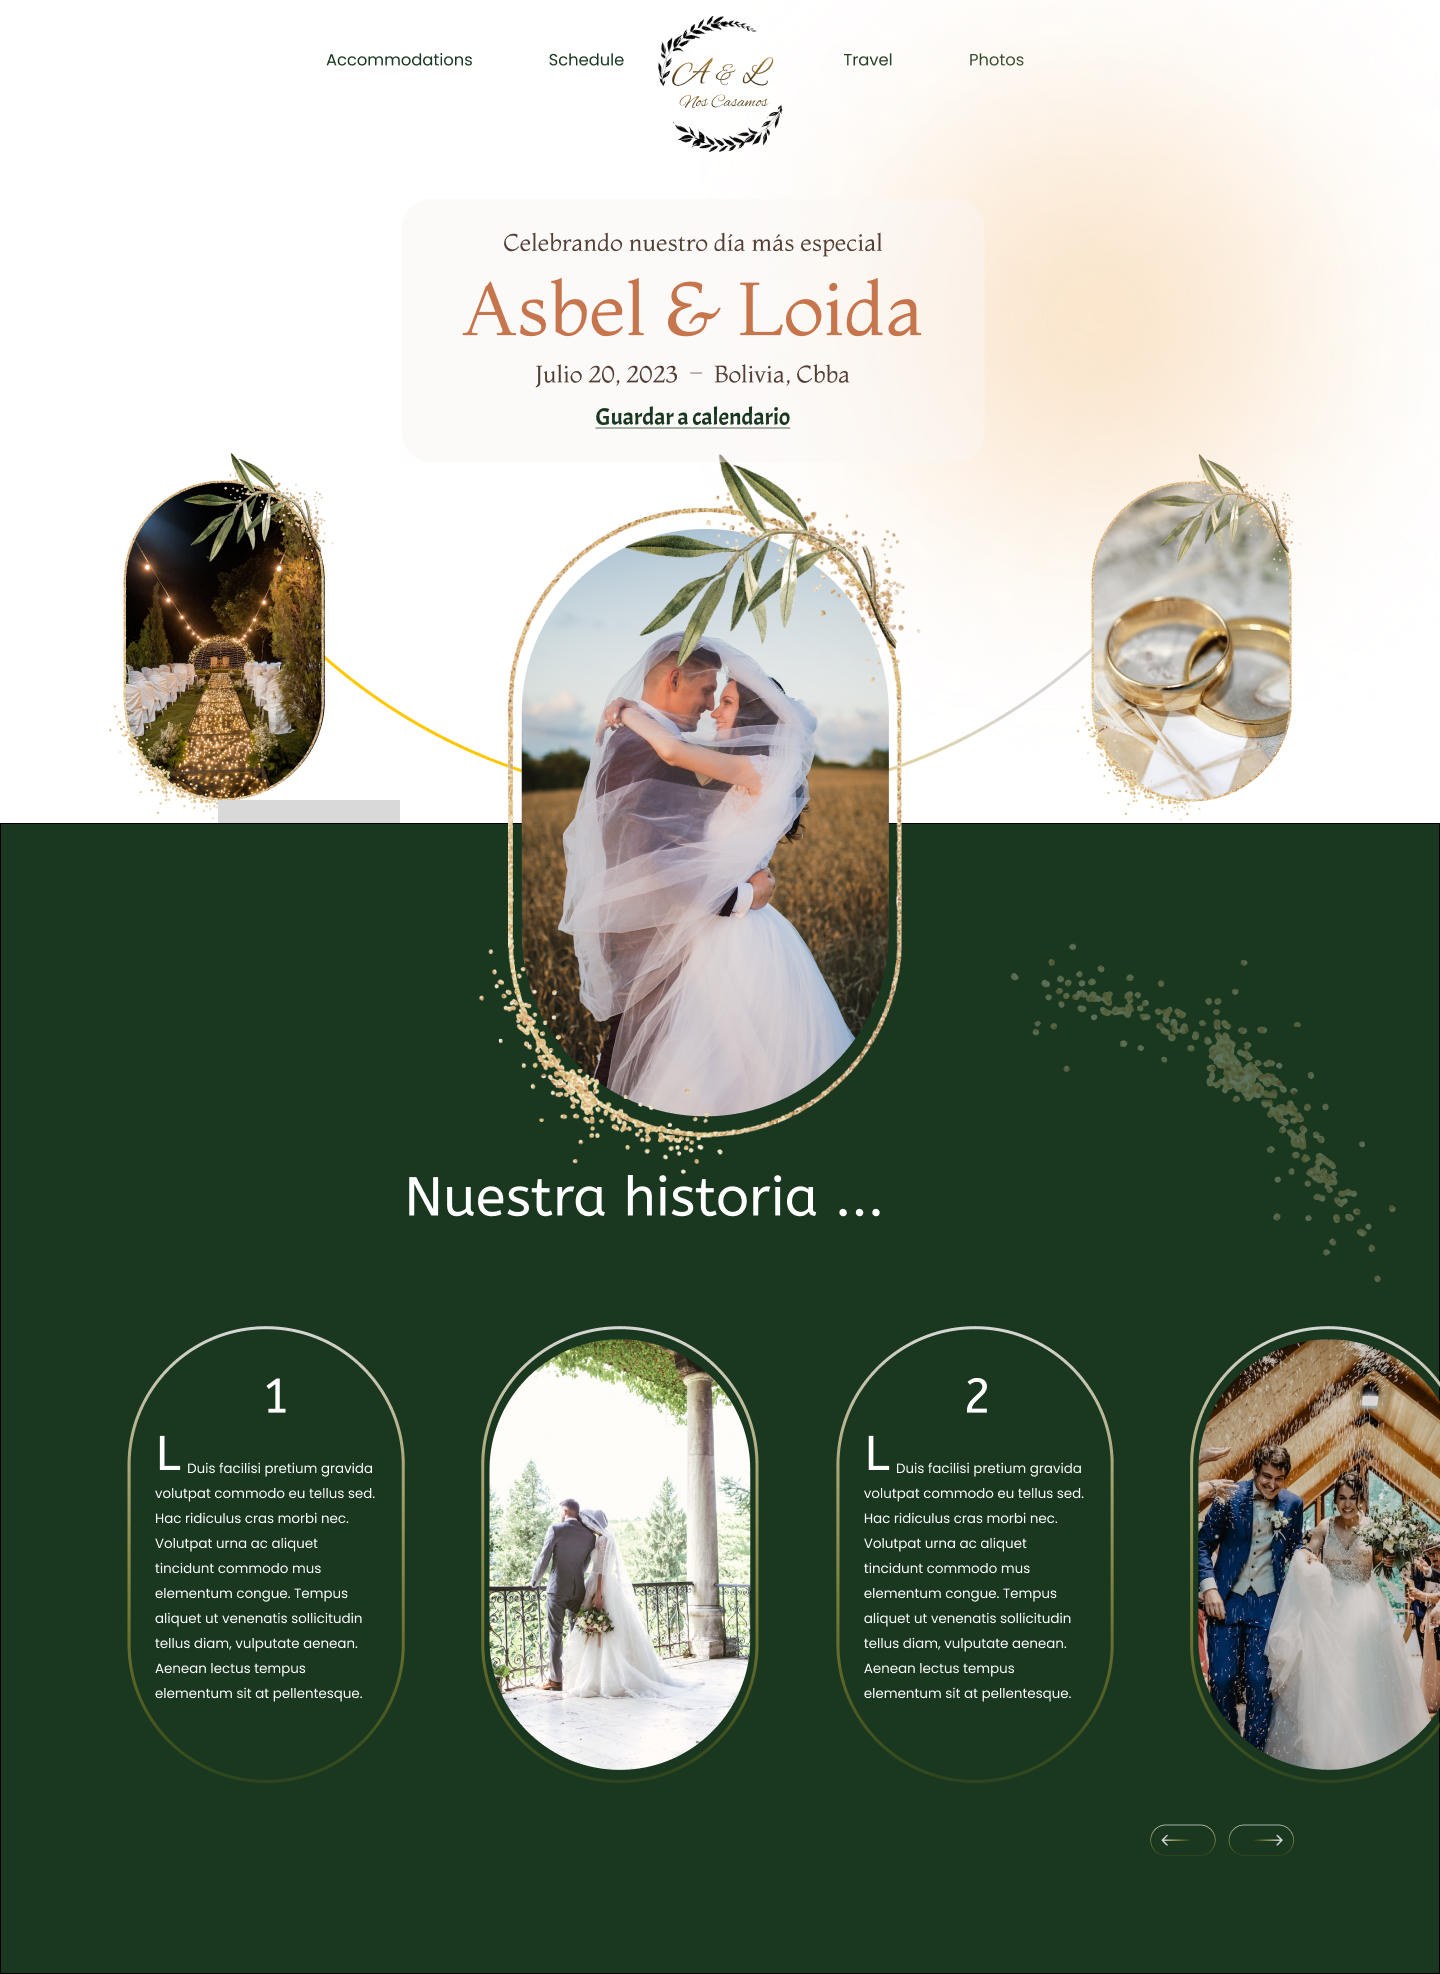 Accommodations
Schedule
A & L
Nos Casamos
Travel
Photos
Celebrando nuestro día más especial
Asbel & Loida
Julio 20, 2023 – Bolivia, Cbba
Guardar a calendario
Nuestra historia ...
1
L Duis facilisi pretium gravida
volutpat commodo eu tellus sed.
Hac ridiculus cras morbi nec.
Volutpat urna ac aliquet
tincidunt commodo mus
elementum congue. Tempus
aliquet ut venenatis sollicitudin
tellus diam, vulputate aenean.
Aenean lectus tempus
elementum sit at pellentesque.
2
L Duis facilisi pretium gravida
volutpat commodo eu tellus sed.
Hac ridiculus cras morbi nec.
Volutpat urna ac aliquet
tincidunt commodo mus
elementum congue. Tempus
aliquet ut venenatis sollicitudin
tellus diam, vulputate aenean.
Aenean lectus tempus
elementum sit at pellentesque.